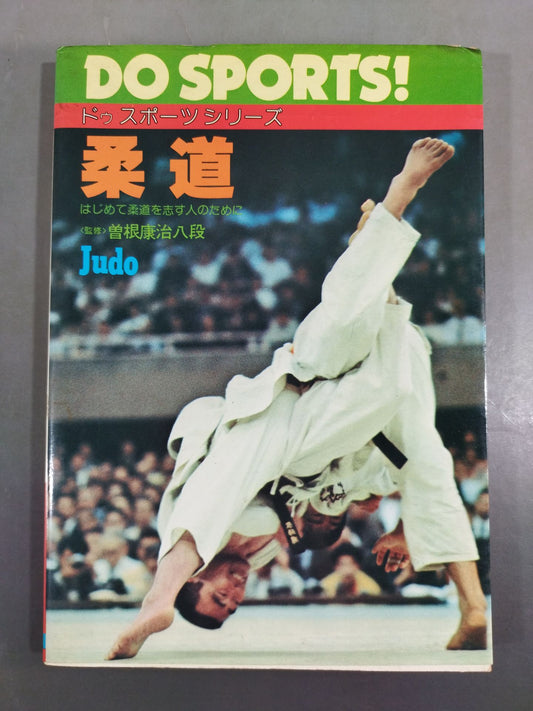 DO SPORTS!
ドゥ スポーツシリーズ
柔道
はじめて柔道を志す人のために
〈監修〉曽根康治八段
Judo